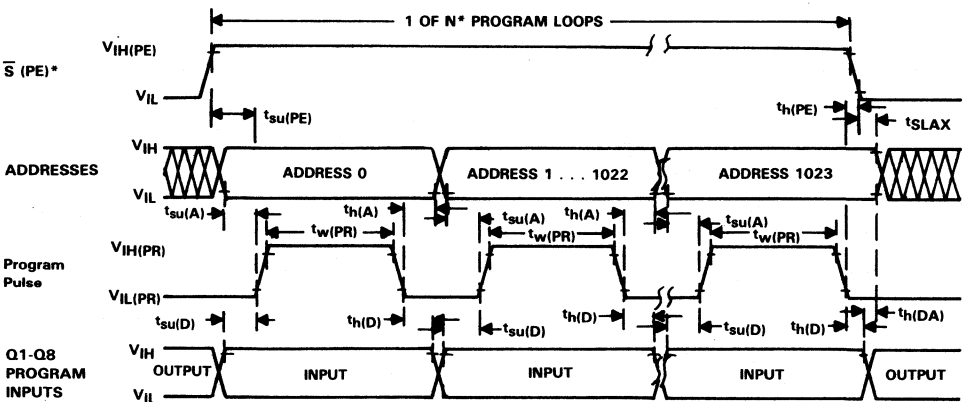 1 OF N* PROGRAM LOOPS
VIH(PE)
S̅ (PE)*
VIL
tsu(PE)
th(PE)
tSLAX
VIH
ADDRESSES
ADDRESS 0
ADDRESS 1 . . . 1022
ADDRESS 1023
VIL
tsu(A)
th(A)
tsu(A)
th(A)
tsu(A)
tw(PR)
tw(PR)
tw(PR)
VIH(PR)
Program
Pulse
VIL(PR)
tsu(D)
th(D)
tsu(D)
th(D)
tsu(D)
th(D)
th(DA)
VIH
Q1-Q8
PROGRAM
INPUTS
OUTPUT
INPUT
INPUT
INPUT
OUTPUT
VIL